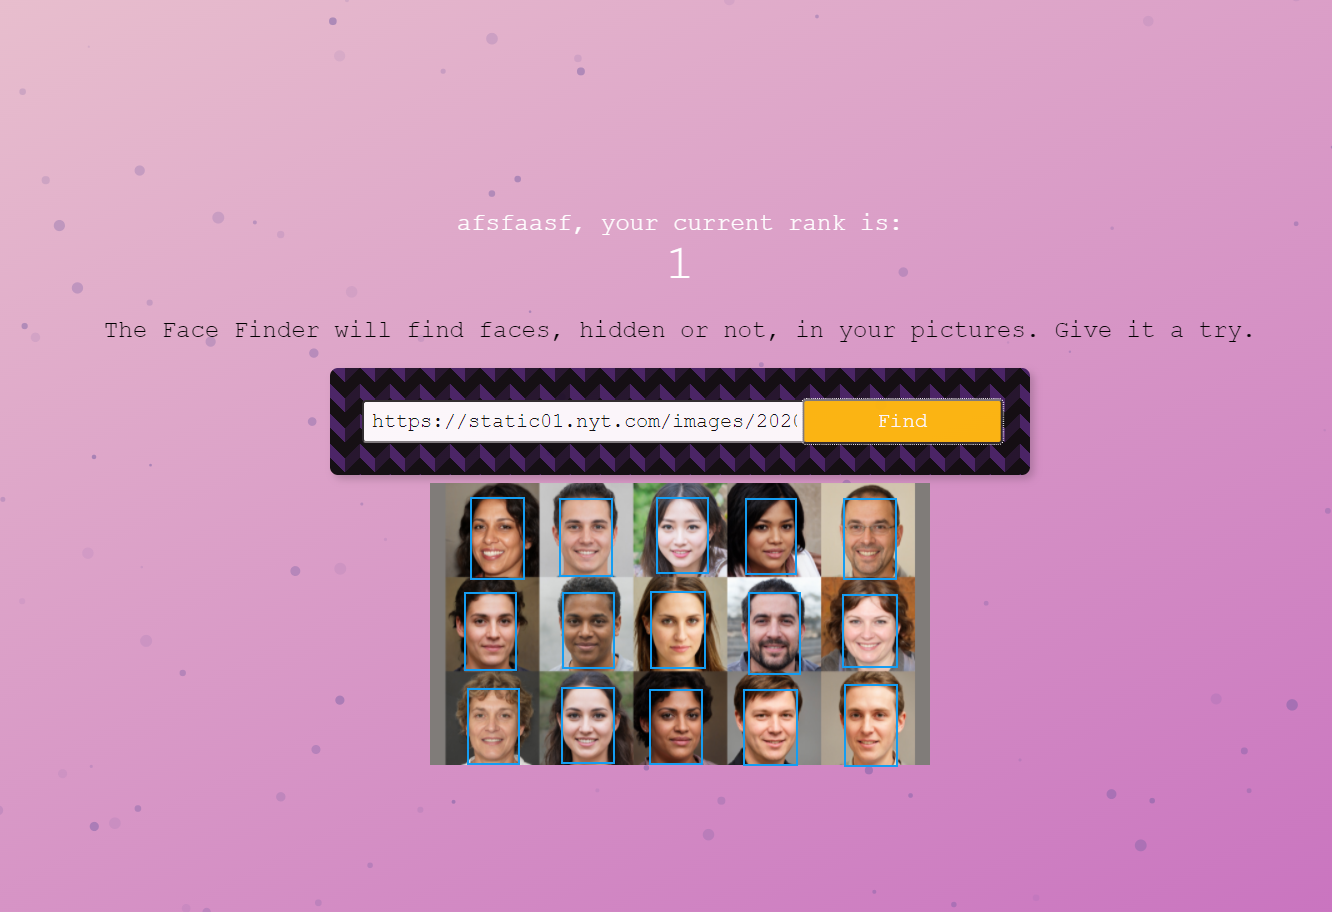 afsfaasf, your current rank is:
1
The Face Finder will find faces, hidden or not, in your pictures. Give it a try.
https://static01.nyt.com/images/202
Find